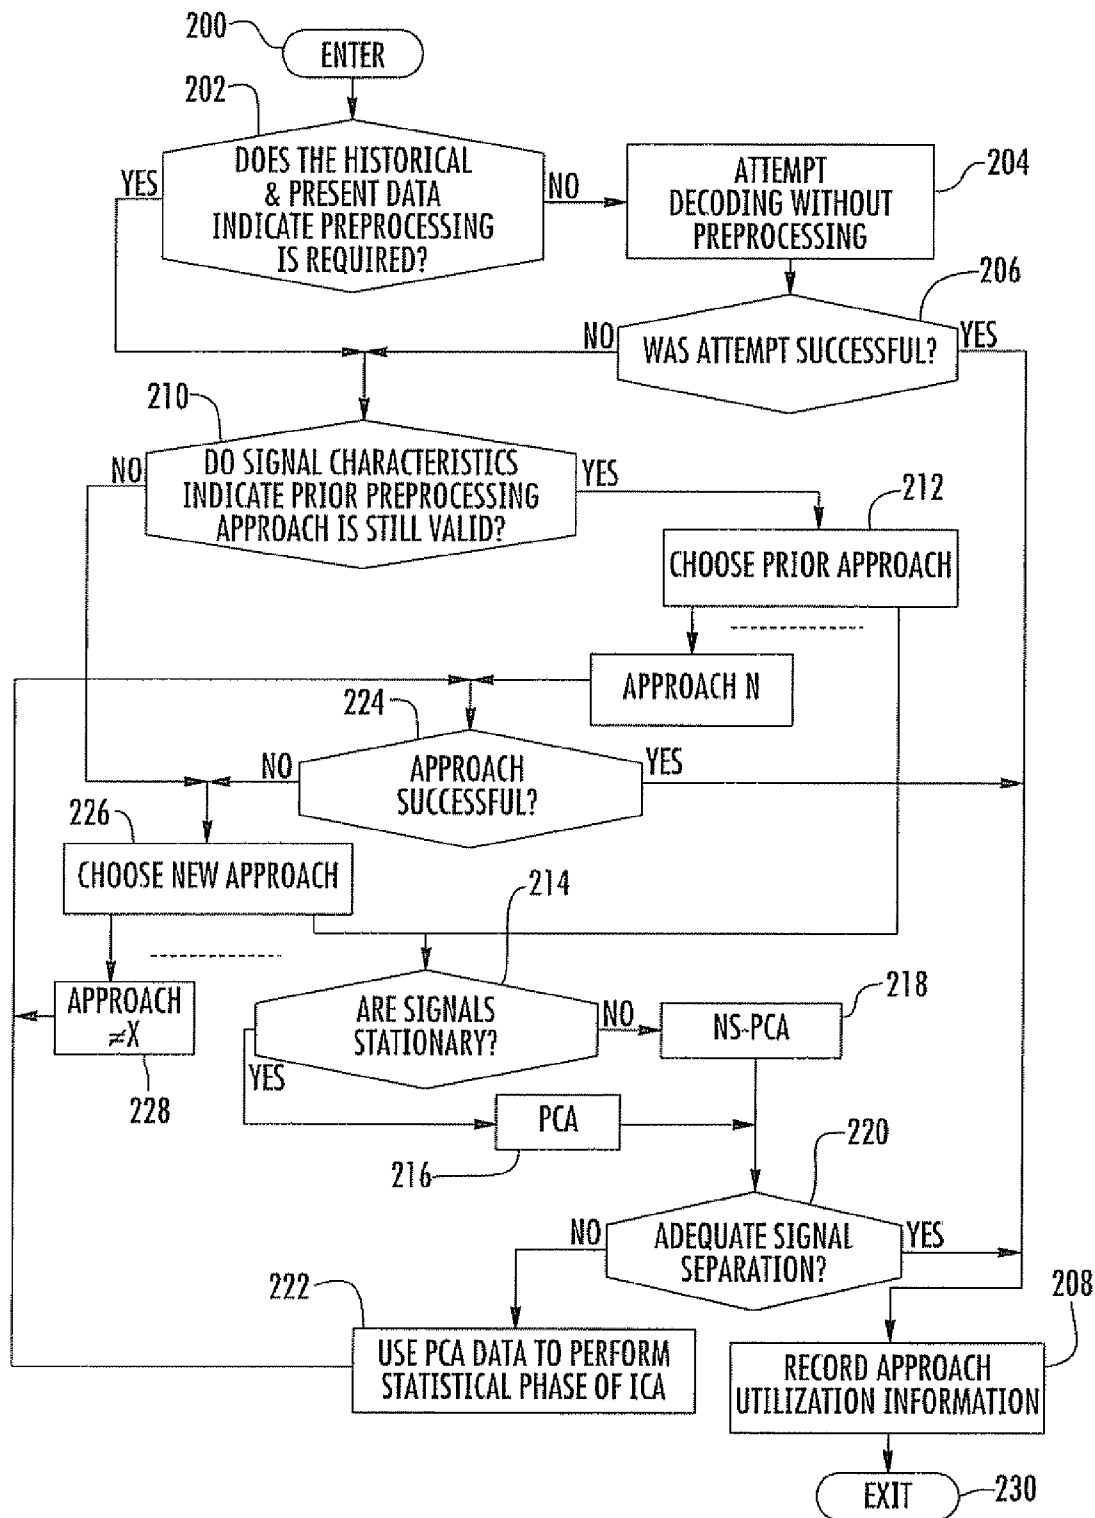 200
ENTER
202
DOES THE HISTORICAL
& PRESENT DATA
INDICATE PREPROCESSING
IS REQUIRED?
YES
NO
ATTEMPT
DECODING WITHOUT
PREPROCESSING
204
206
WAS ATTEMPT SUCCESSFUL?
NO
YES
210
DO SIGNAL CHARACTERISTICS
INDICATE PRIOR PREPROCESSING
APPROACH IS STILL VALID?
NO
YES
212
CHOOSE PRIOR APPROACH
APPROACH N
224
APPROACH
SUCCESSFUL?
NO
YES
226
CHOOSE NEW APPROACH
214
APPROACH
≠X
228
ARE SIGNALS
STATIONARY?
NO
YES
218
NS-PCA
PCA
216
220
ADEQUATE SIGNAL
SEPARATION?
NO
YES
222
USE PCA DATA TO PERFORM
STATISTICAL PHASE OF ICA
208
RECORD APPROACH
UTILIZATION INFORMATION
EXIT
230